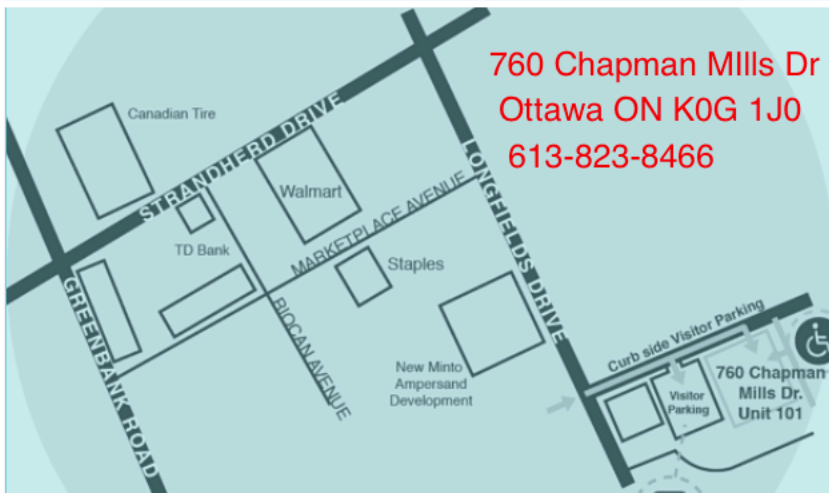 760 Chapman MIlls Dr
Ottawa ON K0G 1J0
613-823-8466
Canadian Tire
STRANDHERD DRIVE
Walmart
TD Bank
MARKETPLACE AVENUE
Staples
LONGFIELDS DRIVE
GREENBANK ROAD
BIOCAN AVENUE
New Minto
Ampersand
Development
Curb side Visitor Parking
Visitor
Parking
760 Chapman
Mills Dr.
Unit 101